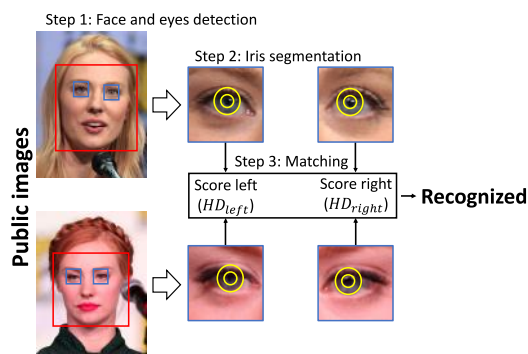 Step 1: Face and eyes detection
Step 2: Iris segmentation
Public images
Step 3: Matching
Score left
(HD_left)
Score right
(HD_right)
Recognized